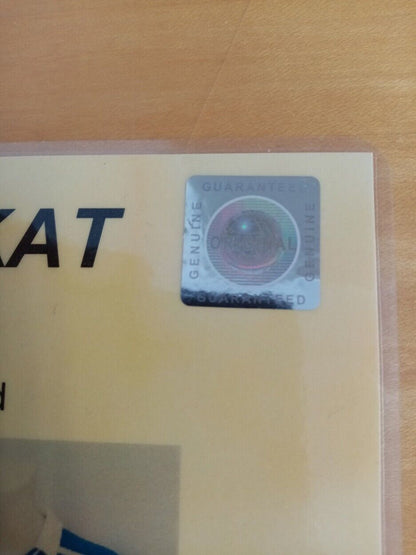 GUARANTEED
GENUINE
ORIGINAL
GENUINE
GUARANTEED
KAT
d